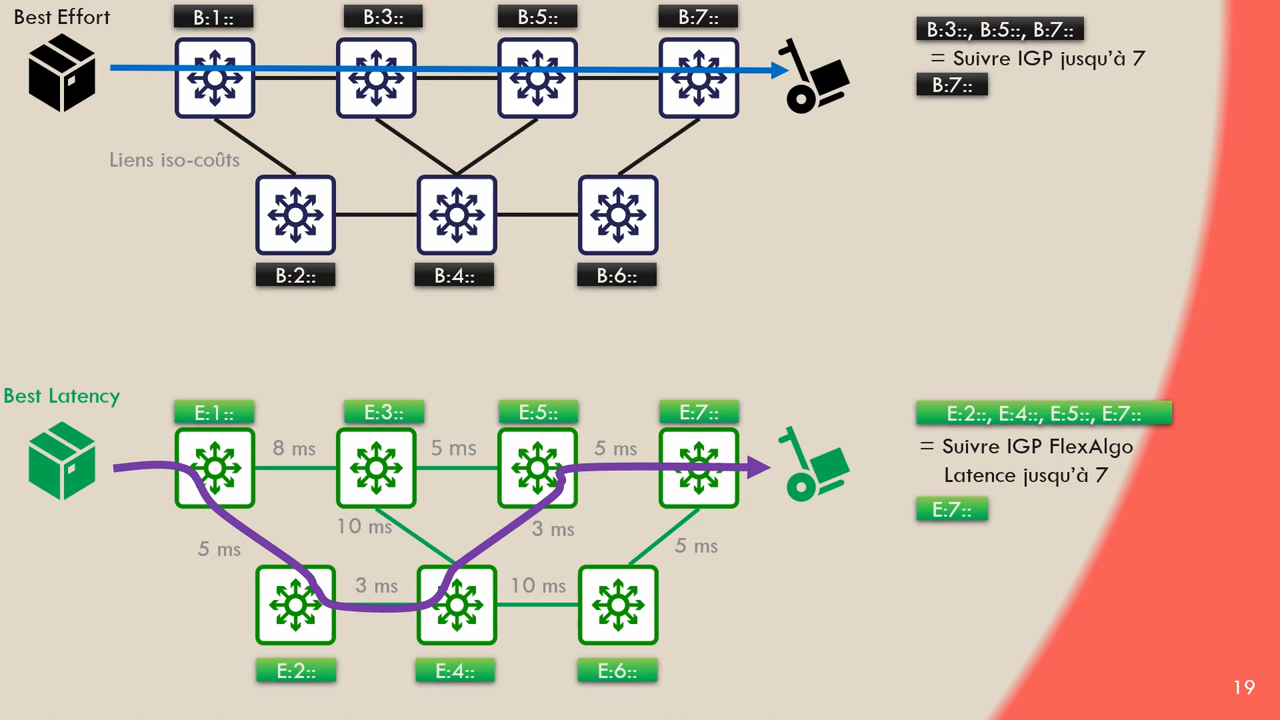 Best Effort
B:1::
B:3::
B:5::
B:7::
B:3::, B:5::, B:7::
= Suivre IGP jusqu'à 7
B:7::
Liens iso-coûts
B:2::
B:4::
B:6::
Best Latency
E:1::
E:3::
E:5::
E:7::
8 ms
5 ms
5 ms
10 ms
3 ms
5 ms
5 ms
3 ms
10 ms
E:2::
E:4::
E:6::
E:2::, E:4::, E:5::, E:7::
= Suivre IGP FlexAlgo
Latence jusqu'à 7
E:7::
19